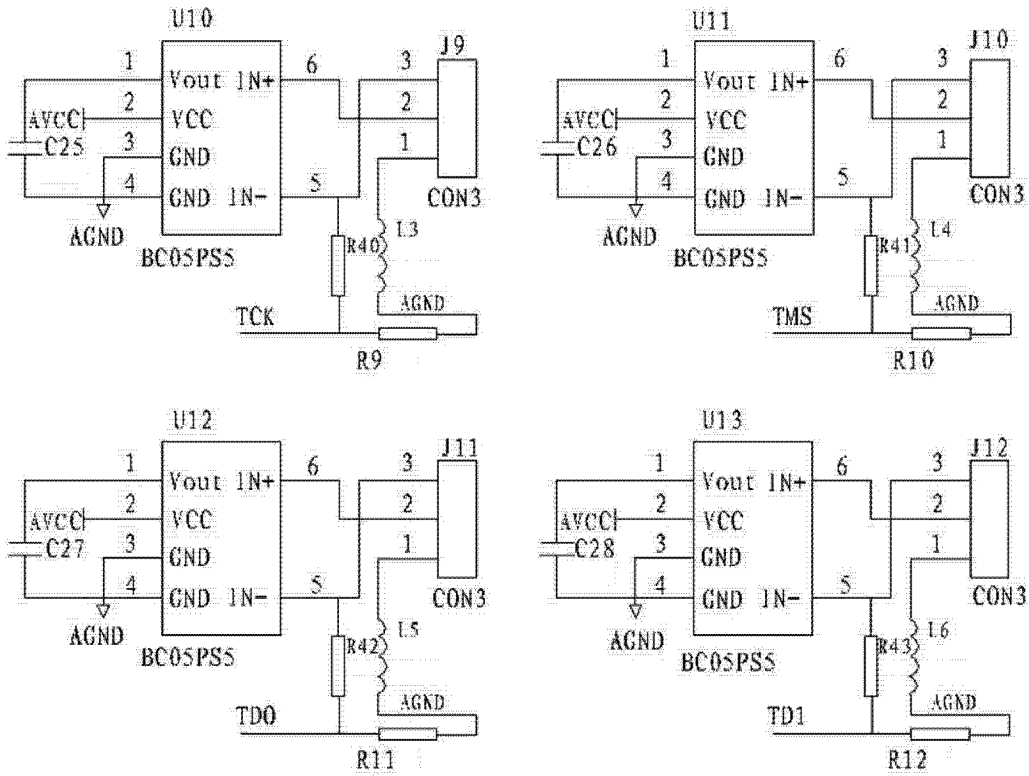 U10
1 Vout IN+ 6
2 AVCC VCC
C25
3 GND
4 GND IN- 5
AGND
BC05PS5
J9
3
2
1
CON3
R40
L3
AGND
TCK
R9
U11
1 Vout IN+ 6
2 AVCC VCC
C26
3 GND
4 GND IN- 5
AGND
BC05PS5
J10
3
2
1
CON3
R41
L4
AGND
TMS
R10
U12
1 Vout IN+ 6
2 AVCC VCC
C27
3 GND
4 GND IN- 5
AGND
BC05PS5
J11
3
2
1
CON3
R42
L5
AGND
TD0
R11
U13
1 Vout IN+ 6
2 AVCC VCC
C28
3 GND
4 GND IN- 5
AGND
BC05PS5
J12
3
2
1
CON3
R43
L6
AGND
TD1
R12